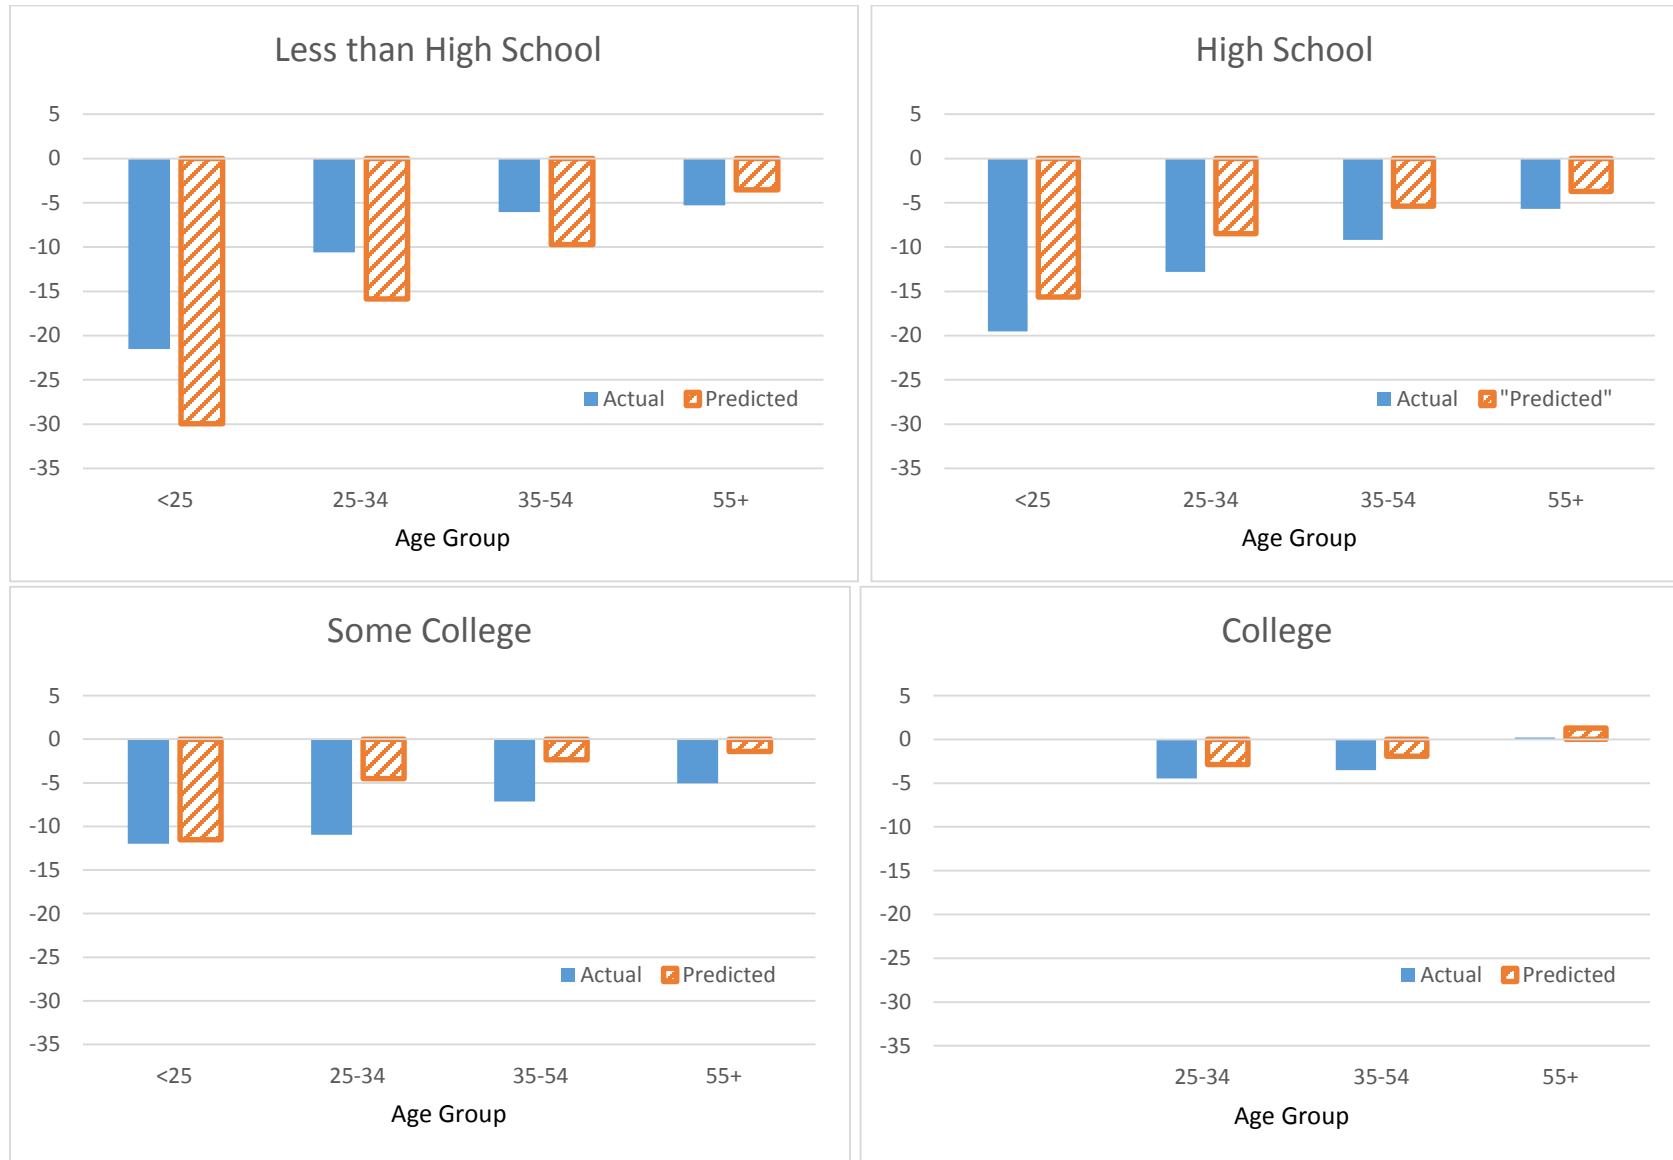 Less than High School
5
0
-5
-10
-15
-20
-25
-30
-35
Actual Predicted
<25 25-34 35-54 55+
Age Group
High School
5
0
-5
-10
-15
-20
-25
-30
-35
Actual "Predicted"
<25 25-34 35-54 55+
Age Group
Some College
5
0
-5
-10
-15
-20
-25
-30
-35
Actual Predicted
<25 25-34 35-54 55+
Age Group
College
5
0
-5
-10
-15
-20
-25
-30
-35
Actual Predicted
25-34 35-54 55+
Age Group